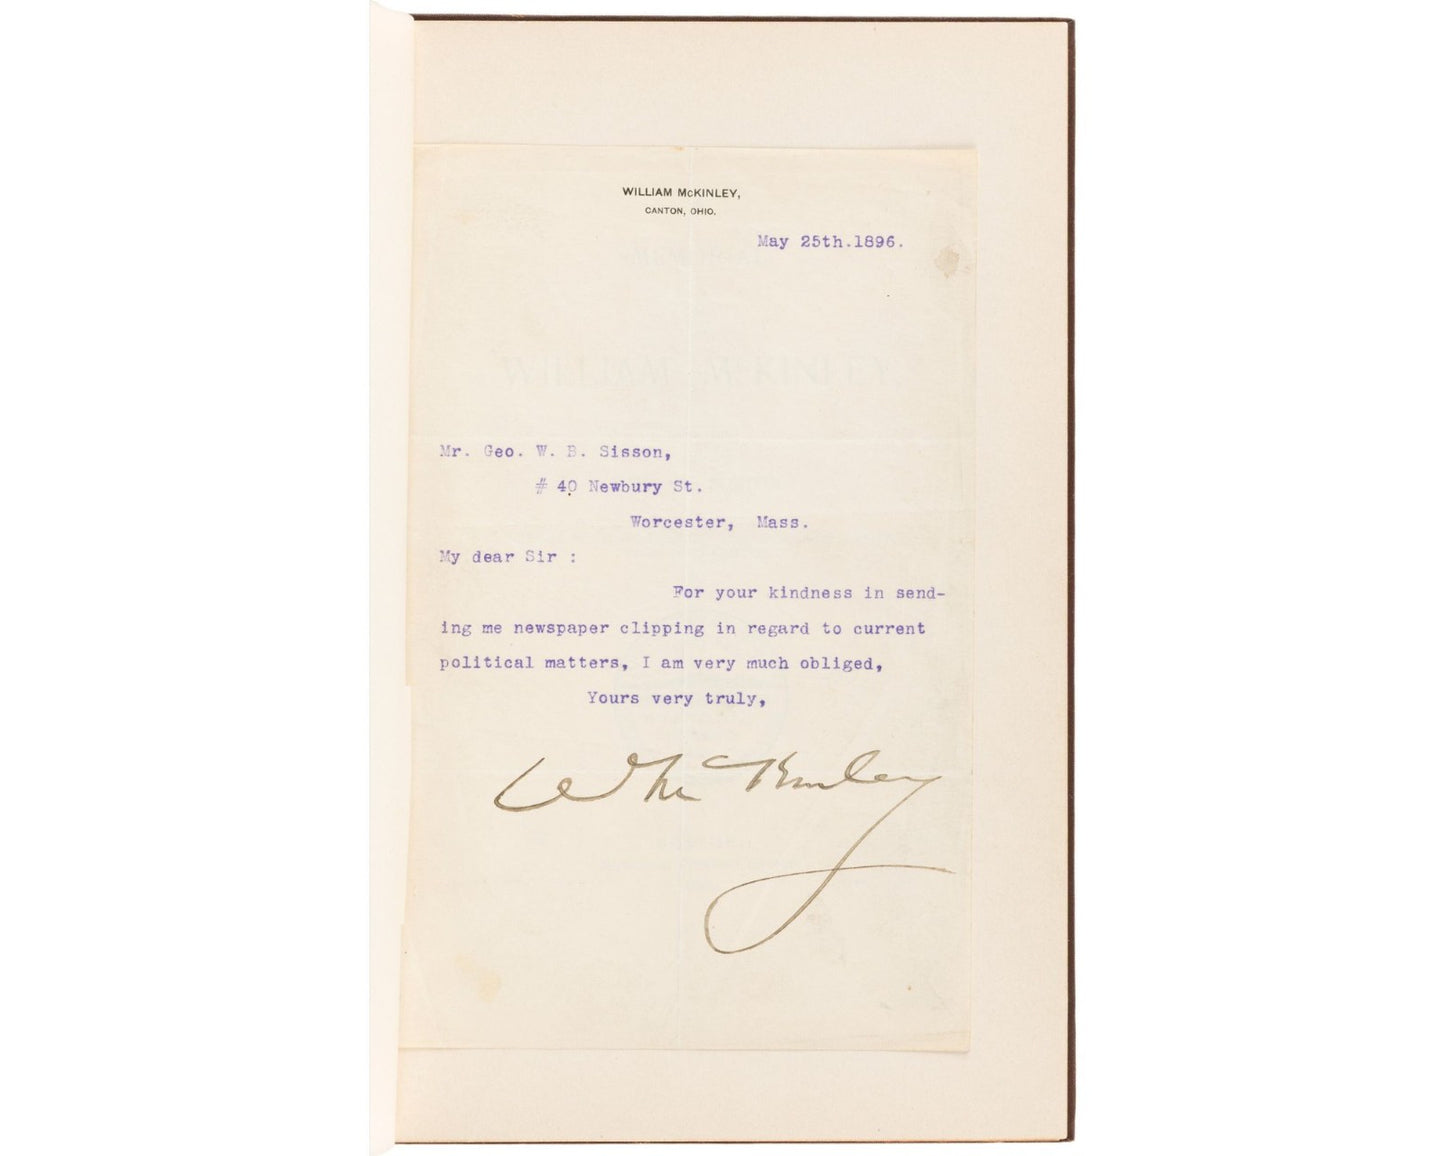 WILLIAM McKINLEY,
CANTON, OHIO.
May 25th.1896.
WILLIAM McKINLEY.
Mr. Geo. W. B. Sisson,
# 40 Newbury St.
Worcester, Mass.
My dear Sir :
For your kindness in send-
ing me newspaper clipping in regard to current
political matters, I am very much obliged,
Yours very truly,
Wm McKinley